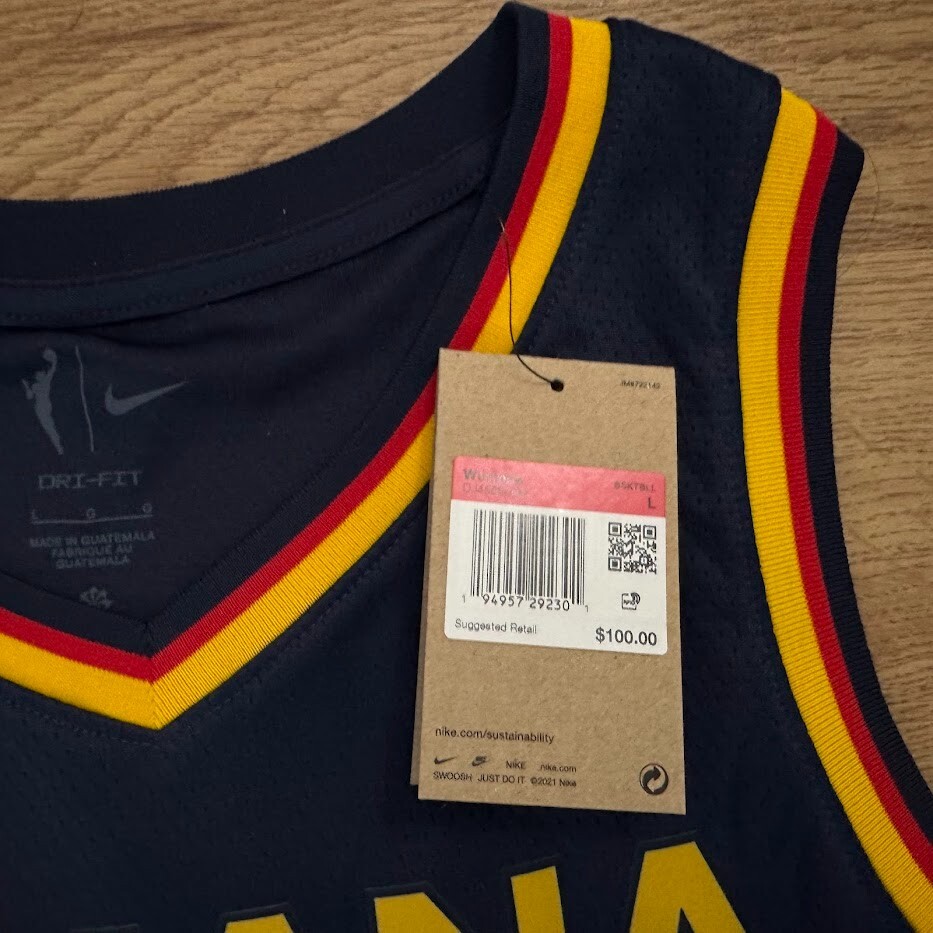 DRI-FIT
L G G
MADE IN GUATEMALA
FABRIQUÉ AU
GUATEMALA
BSKTBLL
L
1 94957 29230 1
Suggested Retail
$100.00
nike.com/sustainability
NIKE nike.com
SWOOSH JUST DO IT ©2021 Nike
ANA